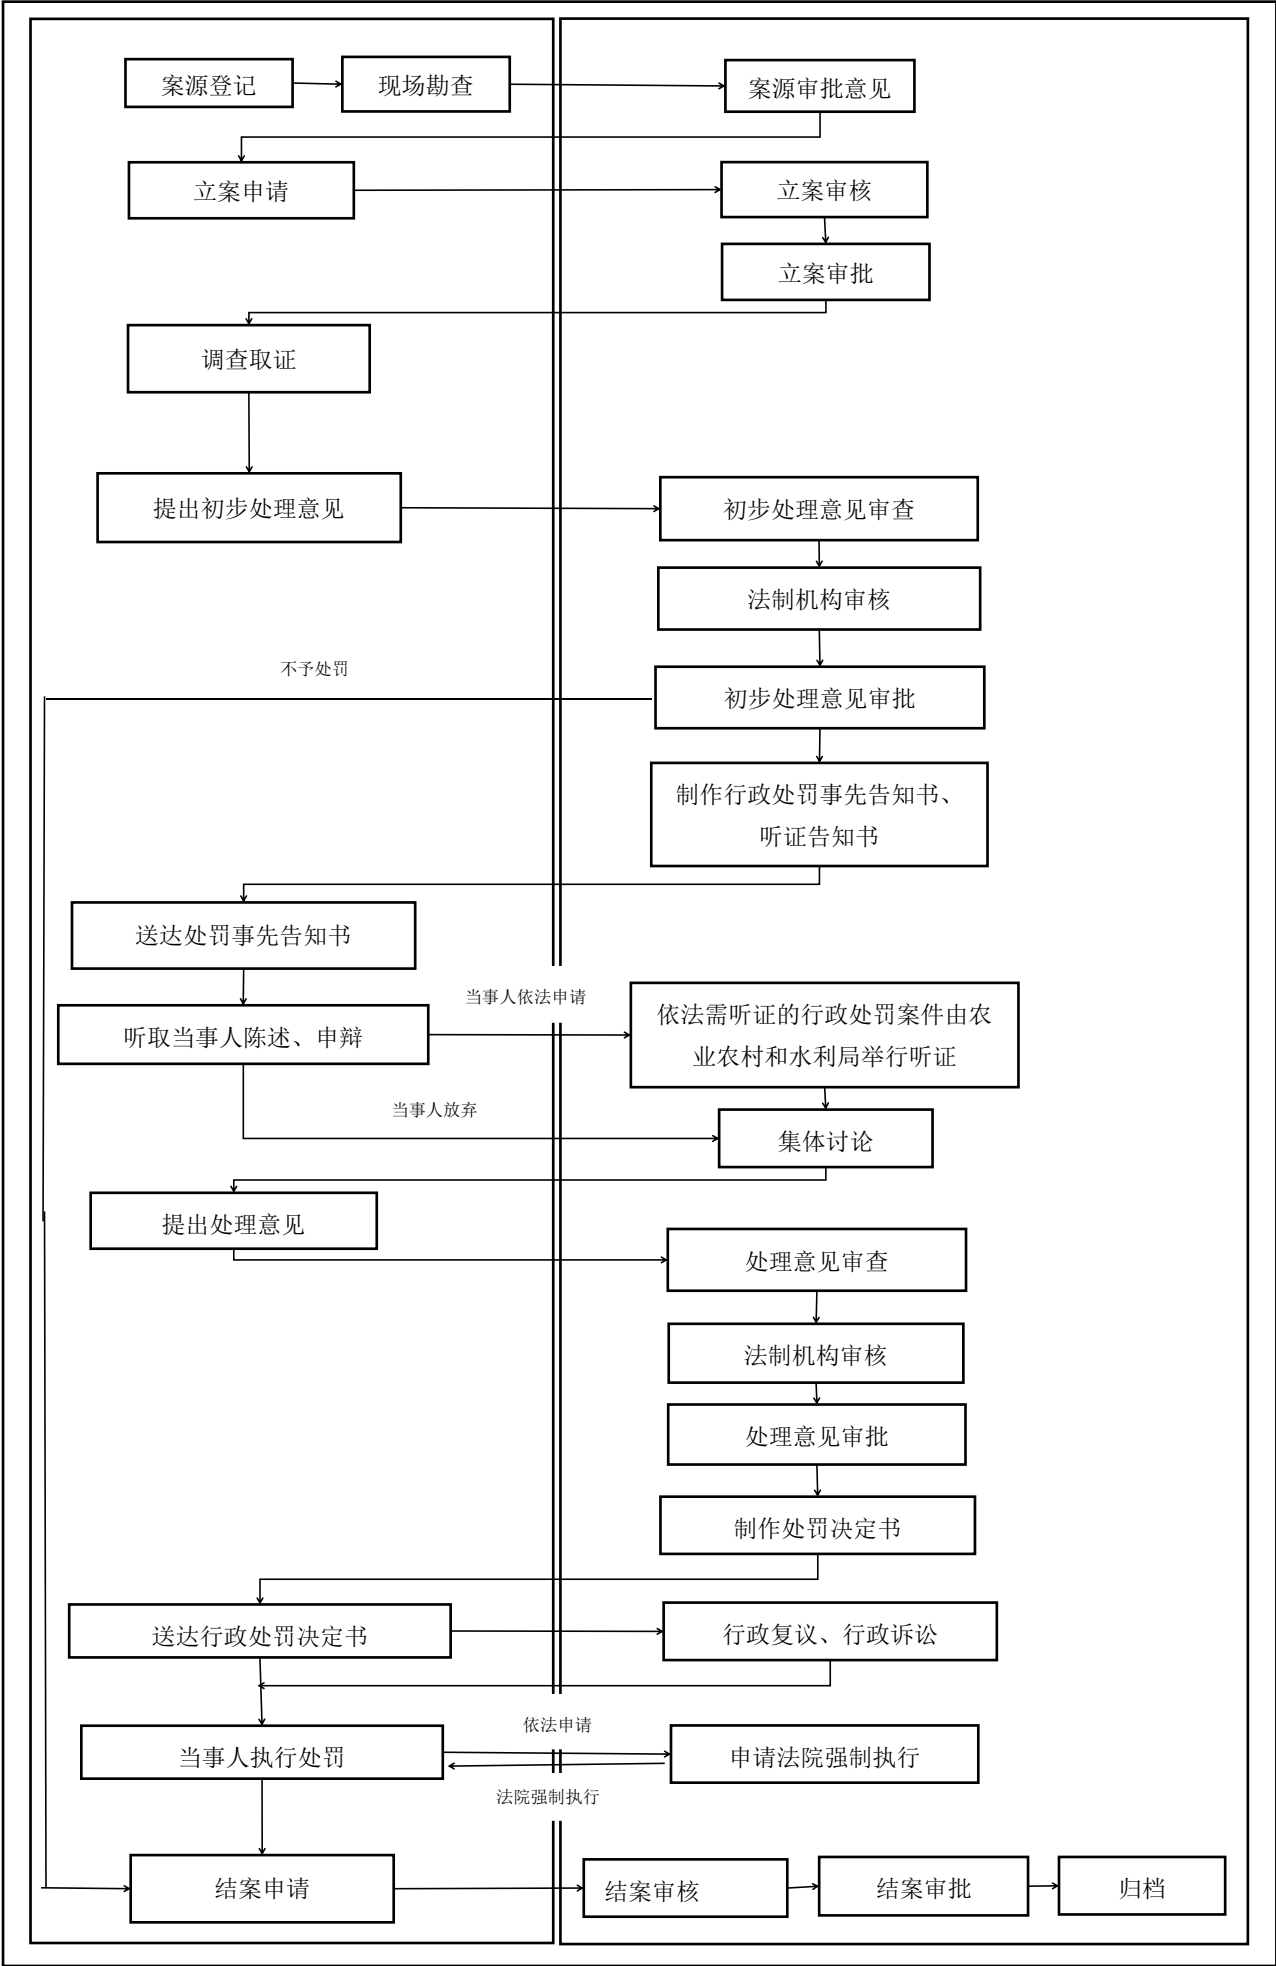 案源登记
现场勘查
案源审批意见
立案申请
立案审核
立案审批
调查取证
提出初步处理意见
初步处理意见审查
法制机构审核
不予处罚
初步处理意见审批
制作行政处罚事先告知书、
听证告知书
送达处罚事先告知书
当事人依法申请
听取当事人陈述、申辩
依法需听证的行政处罚案件由农
业农村和水利局举行听证
当事人放弃
集体讨论
提出处理意见
处理意见审查
法制机构审核
处理意见审批
制作处罚决定书
送达行政处罚决定书
行政复议、行政诉讼
依法申请
当事人执行处罚
申请法院强制执行
法院强制执行
结案申请
结案审核
结案审批
归档